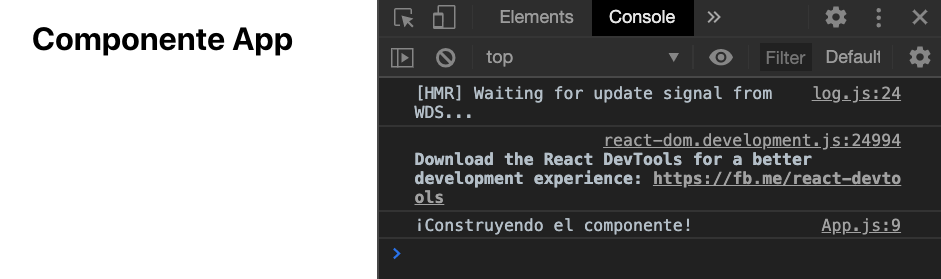 Componente App
Elements Console »
top Filter Default
[HMR] Waiting for update signal from log.js:24
WDS...
react-dom.development.js:24994
Download the React DevTools for a better
development experience: https://fb.me/react-devto
ols
¡Construyendo el componente! App.js:9
>